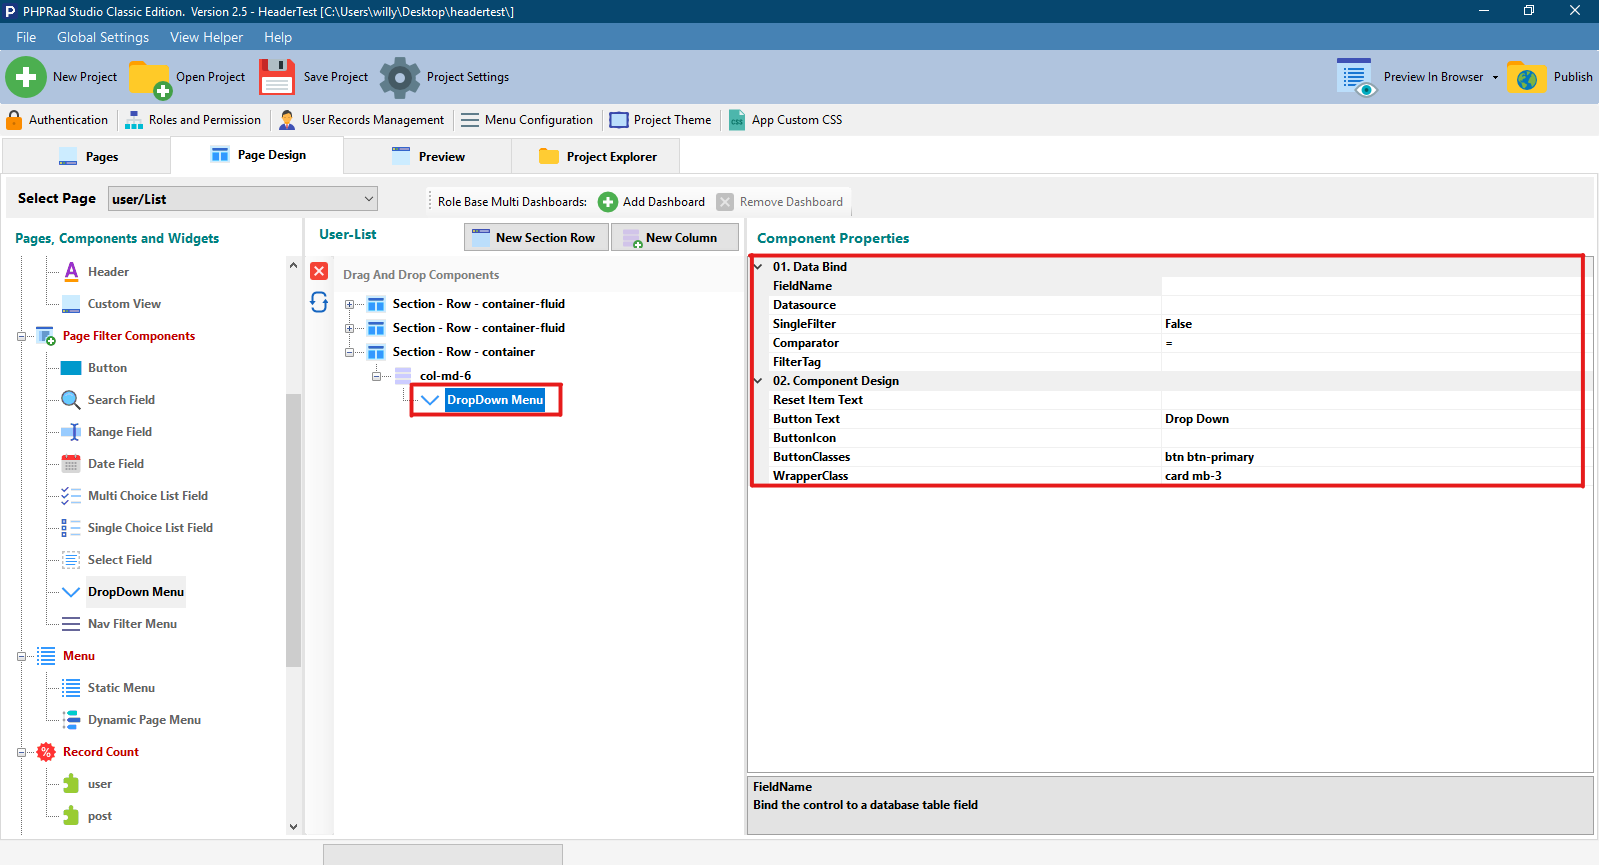 PHPRad Studio Classic Edition.  Version 2.5 - HeaderTest [C:\Users\willy\Desktop\headertest\]
File Global Settings View Helper Help
New Project Open Project Save Project Project Settings Preview In Browser Publish
Authentication Roles and Permission User Records Management Menu Configuration Project Theme App Custom CSS
Pages Page Design Preview Project Explorer
Select Page user/List Role Base Multi Dashboards: Add Dashboard Remove Dashboard
Pages, Components and Widgets
Header
Custom View
Page Filter Components
Button
Search Field
Range Field
Date Field
Multi Choice List Field
Single Choice List Field
Select Field
DropDown Menu
Nav Filter Menu
Menu
Static Menu
Dynamic Page Menu
Record Count
user
post
User-List New Section Row New Column
Drag And Drop Components
Section - Row - container-fluid
Section - Row - container-fluid
Section - Row - container
col-md-6
DropDown Menu
Component Properties
01. Data Bind
FieldName
Datasource
SingleFilter False
Comparator =
FilterTag
02. Component Design
Reset Item Text
Button Text Drop Down
ButtonIcon
ButtonClasses btn btn-primary
WrapperClass card mb-3
FieldName
Bind the control to a database table field